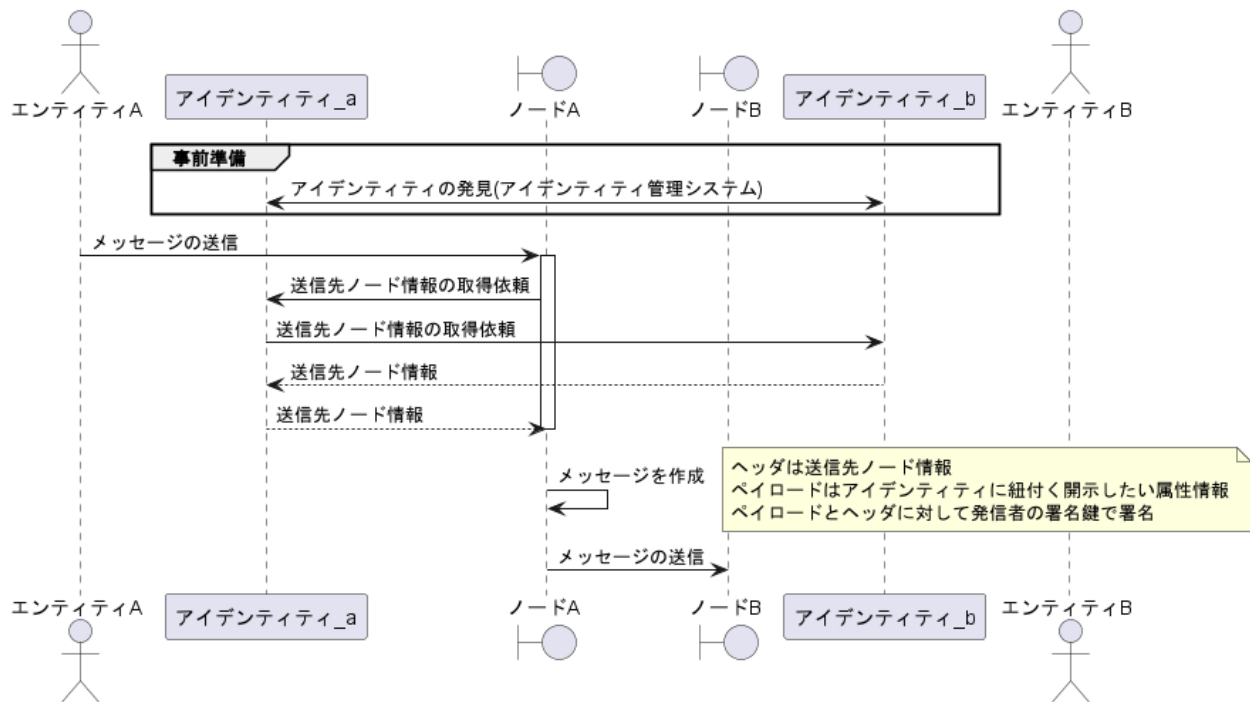 エンティティA
アイデンティティ_a
ノードA
ノードB
アイデンティティ_b
エンティティB
事前準備
アイデンティティの発見(アイデンティティ管理システム)
メッセージの送信
送信先ノード情報の取得依頼
送信先ノード情報の取得依頼
送信先ノード情報
送信先ノード情報
メッセージを作成
ヘッダは送信先ノード情報
ペイロードはアイデンティティに紐付く開示したい属性情報
ペイロードとヘッダに対して発信者の署名鍵で署名
メッセージの送信
エンティティA
アイデンティティ_a
ノードA
ノードB
アイデンティティ_b
エンティティB